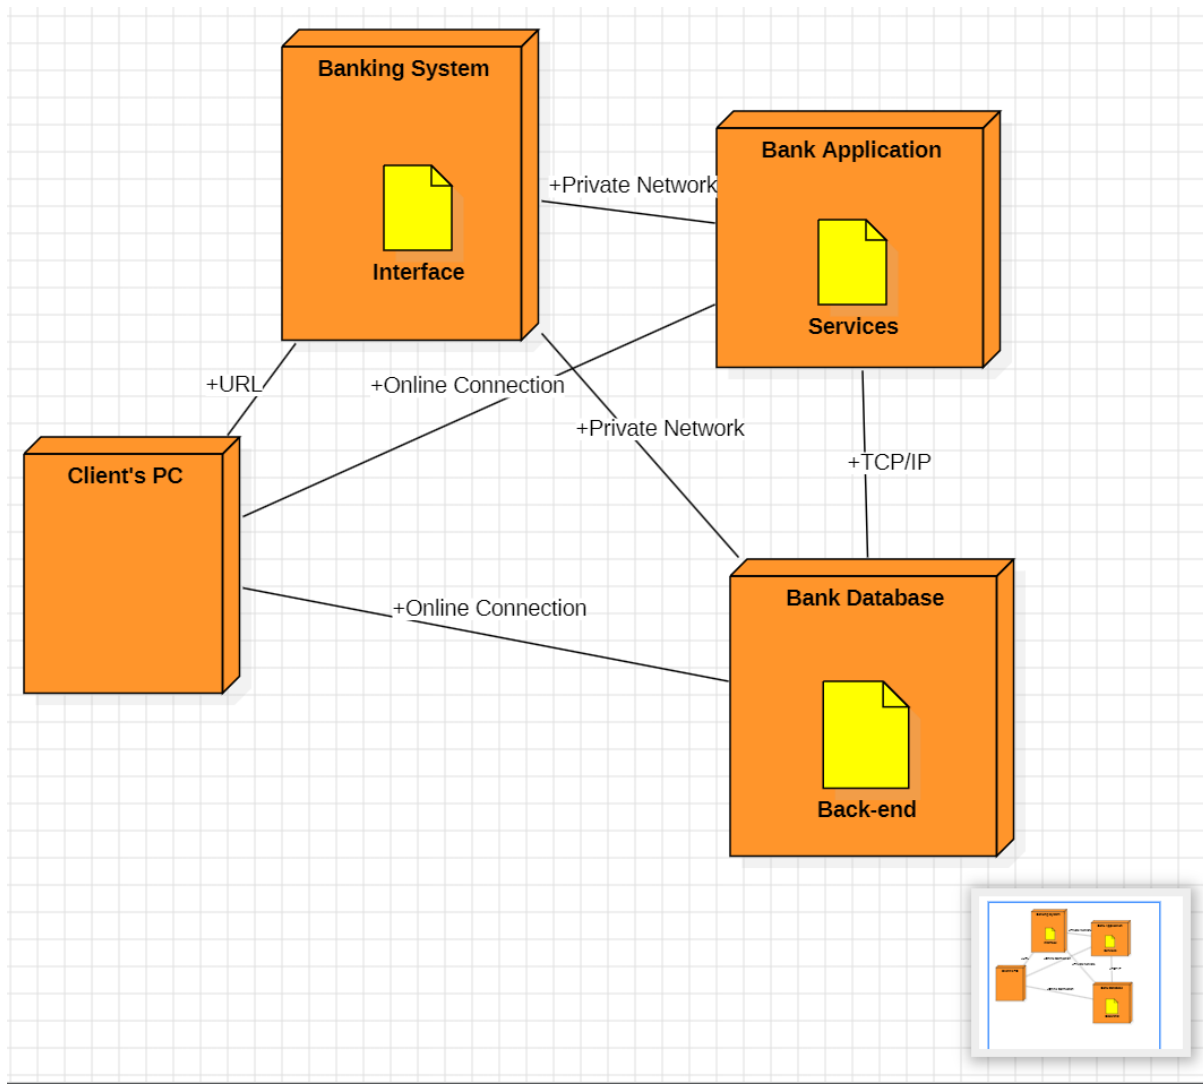 Banking System
Bank Application
+Private Network
Services
Interface
+URL
+Online Connection
+Private Network
+TCP/IP
Client's PC
+Online Connection
Bank Database
Back-end